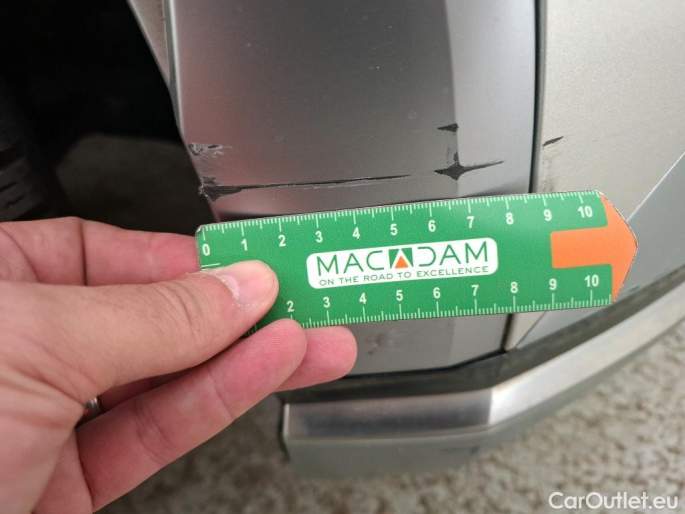 0 1 2 3 4 5 6 7 8 9 10
MACADAM
ON THE ROAD TO EXCELLENCE
2 3 4 5 6 7 8 9 10
CarOutlet.eu